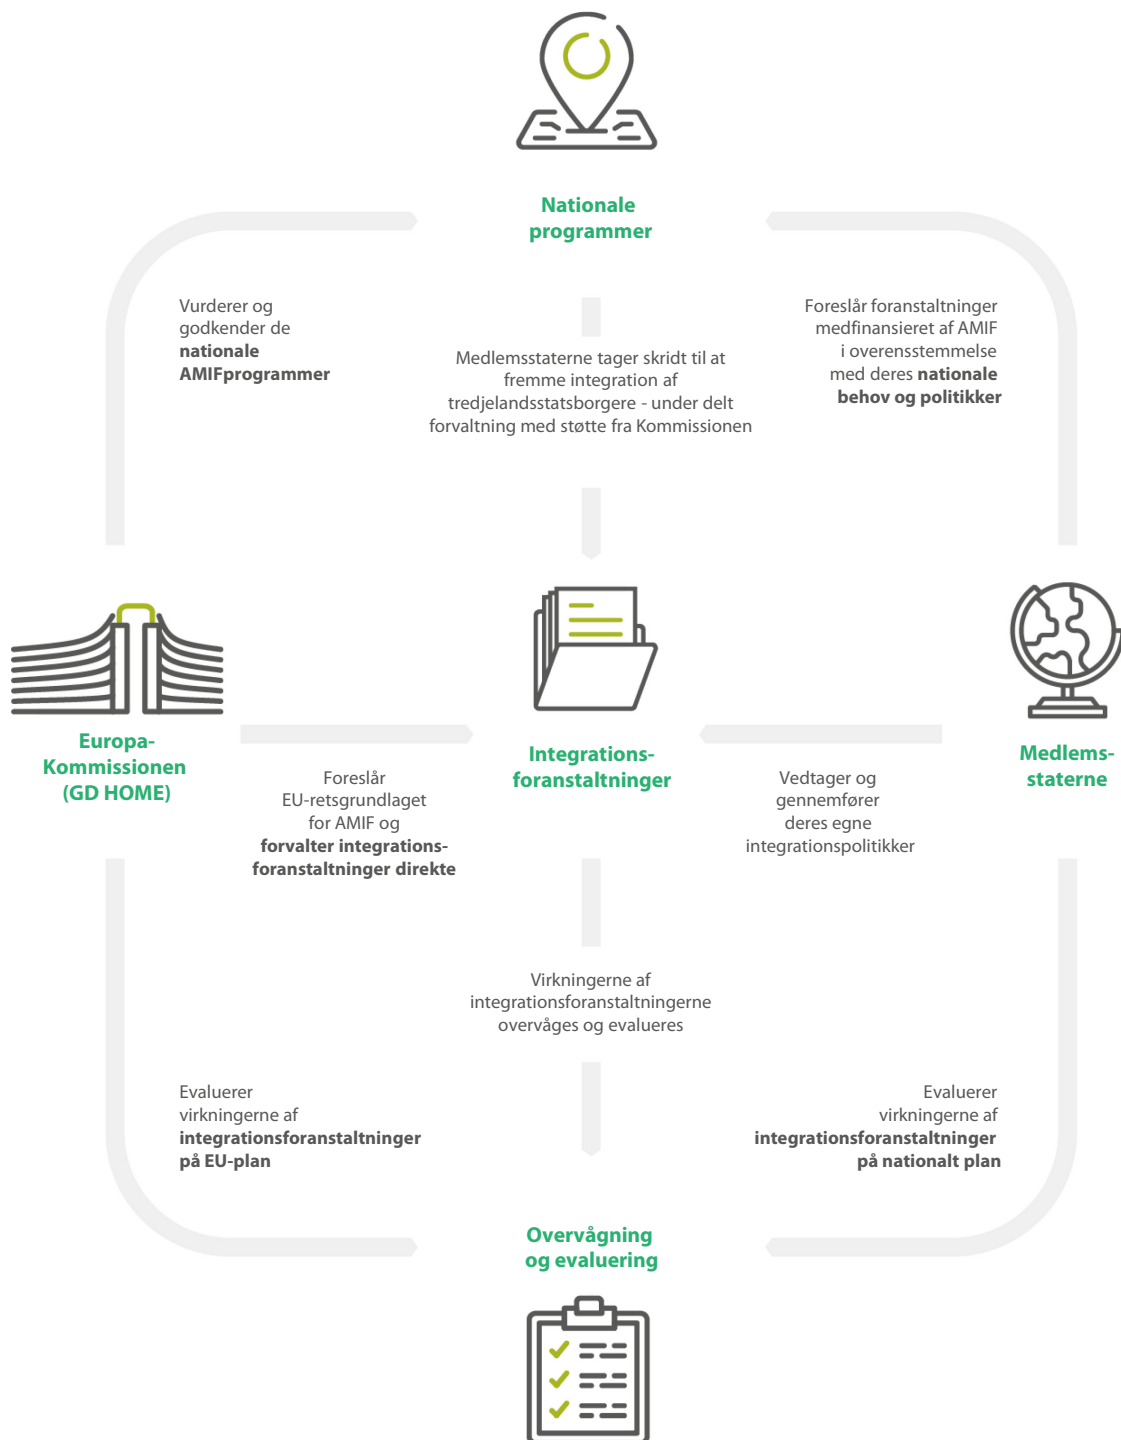 Nationale
programmer
Vurderer og
godkender de
nationale
AMIFprogrammer
Medlemsstaterne tager skridt til at
fremme integration af
tredjelandsstatsborgere - under delt
forvaltning med støtte fra Kommissionen
Foreslår foranstaltninger
medfinansieret af AMIF
i overensstemmelse
med deres nationale
behov og politikker
Europa-
Kommissionen
(GD HOME)
Foreslår
EU-retsgrundlaget
for AMIF og
forvalter integrations-
foranstaltninger direkte
Integrations-
foranstaltninger
Vedtager og
gennemfører
deres egne
integrationspolitikker
Medlems-
staterne
Virkningerne af
integrationsforanstaltningerne
overvåges og evalueres
Evaluerer
virkningerne af
integrationsforanstaltninger
på EU-plan
Evaluerer
virkningerne af
integrationsforanstaltninger
på nationalt plan
Overvågning
og evaluering